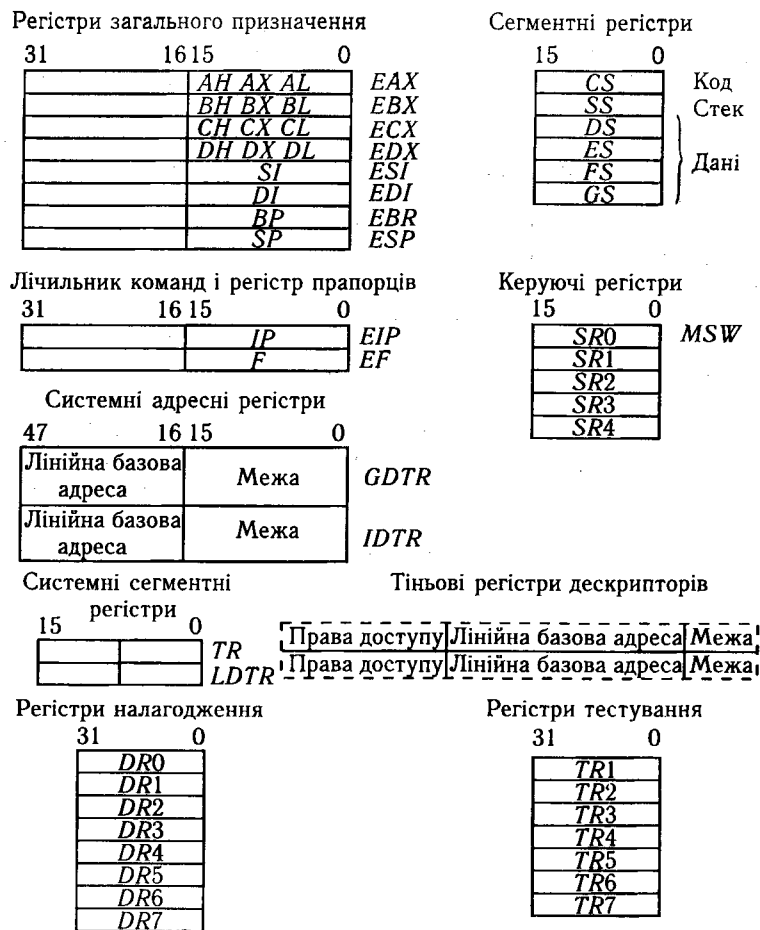 Регістри загального призначення
31 16 15 0
AH AX AL EAX
BH BX BL EBX
CH CX CL ECX
DH DX DL EDX
SI ESI
DI EDI
BP EBR
SP ESP
Сегментні регістри
15 0
CS Код
SS Стек
DS
ES
FS
GS
Дані
Лічильник команд і регістр прапорців
31 16 15 0
IP EIP
F EF
Керуючі регістри
15 0
SR0 MSW
SR1
SR2
SR3
SR4
Системні адресні регістри
47 16 15 0
Лінійна базова
адреса
Межа GDTR
Лінійна базова
адреса
Межа IDTR
Системні сегментні
регістри
15 0
TR
LDTR
Тіньові регістри дескрипторів
Права доступу Лінійна базова адреса Межа
Права доступу Лінійна базова адреса Межа
Регістри налагодження
31 0
DR0
DR1
DR2
DR3
DR4
DR5
DR6
DR7
Регістри тестування
31 0
TR1
TR2
TR3
TR4
TR5
TR6
TR7